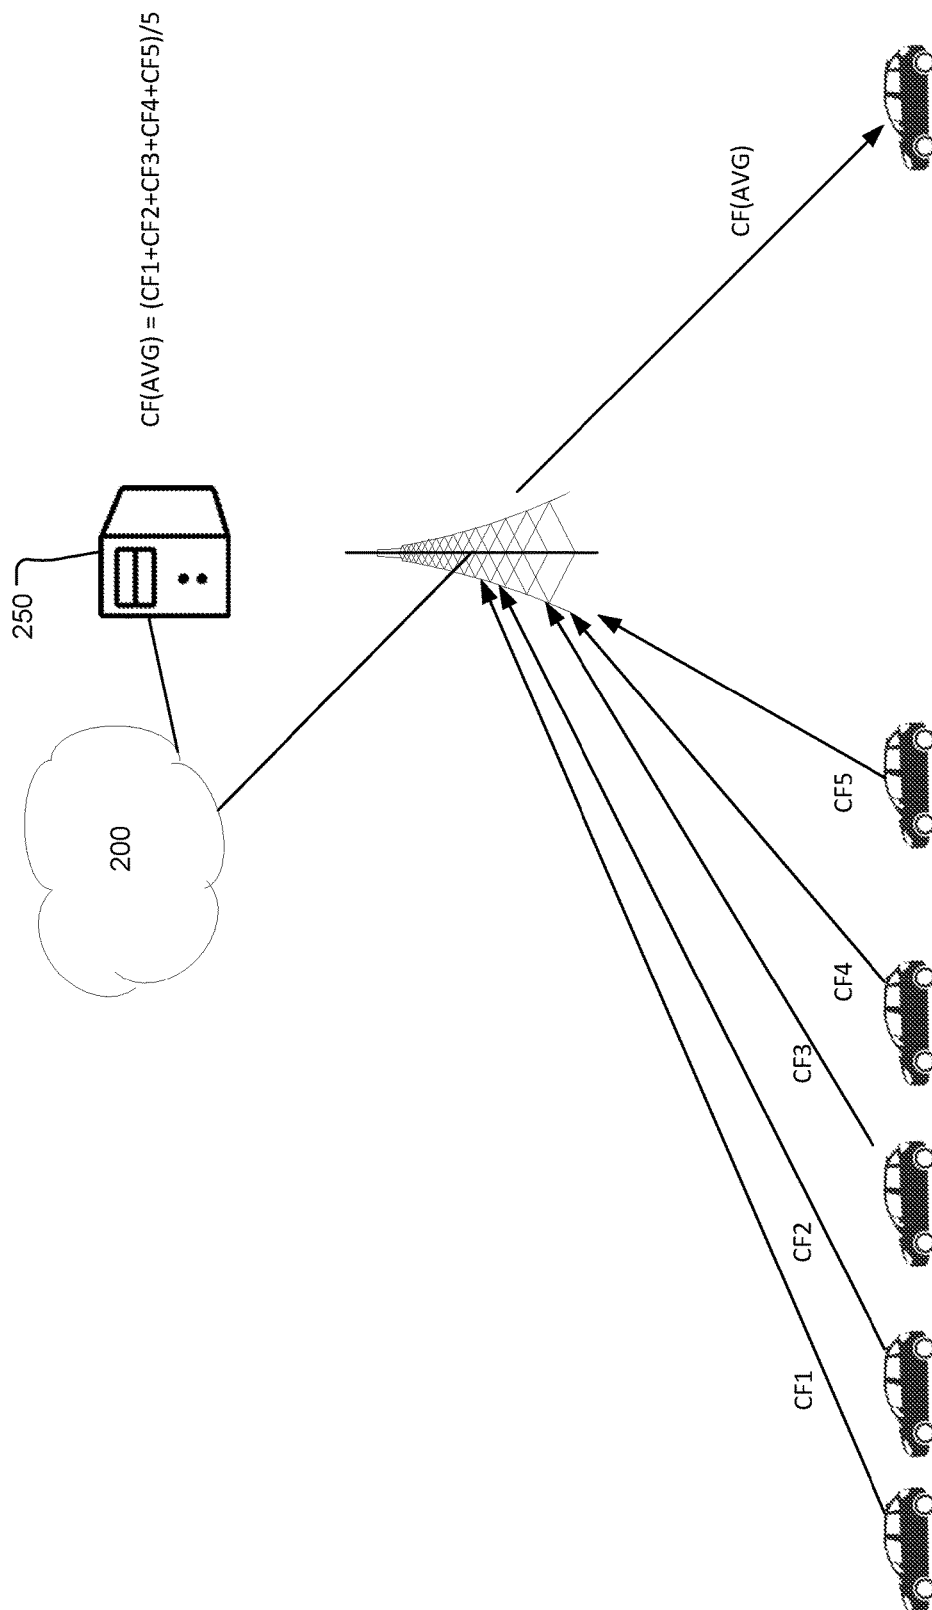 250
CF(AVG) = (CF1+CF2+CF3+CF4+CF5)/5
200
CF(AVG)
CF1
CF2
CF3
CF4
CF5